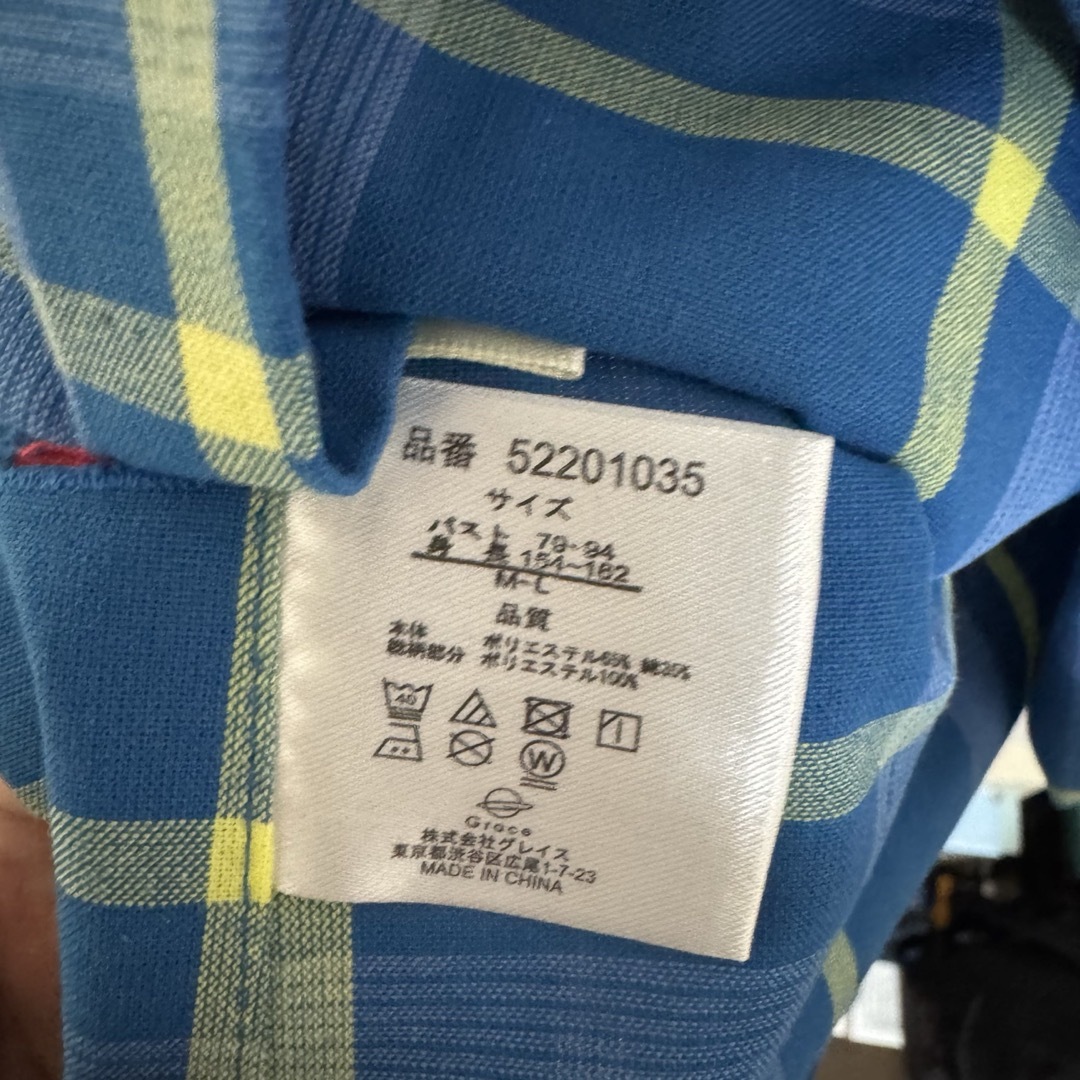 品番 52201035
サイズ
バスト 79-94
身 長 154~162
M-L
品質
本体 ポリエステル65% 綿35%
総柄部分 ポリエステル100%
40
W
Grace
株式会社グレイス
東京都渋谷区広尾1-7-23
MADE IN CHINA